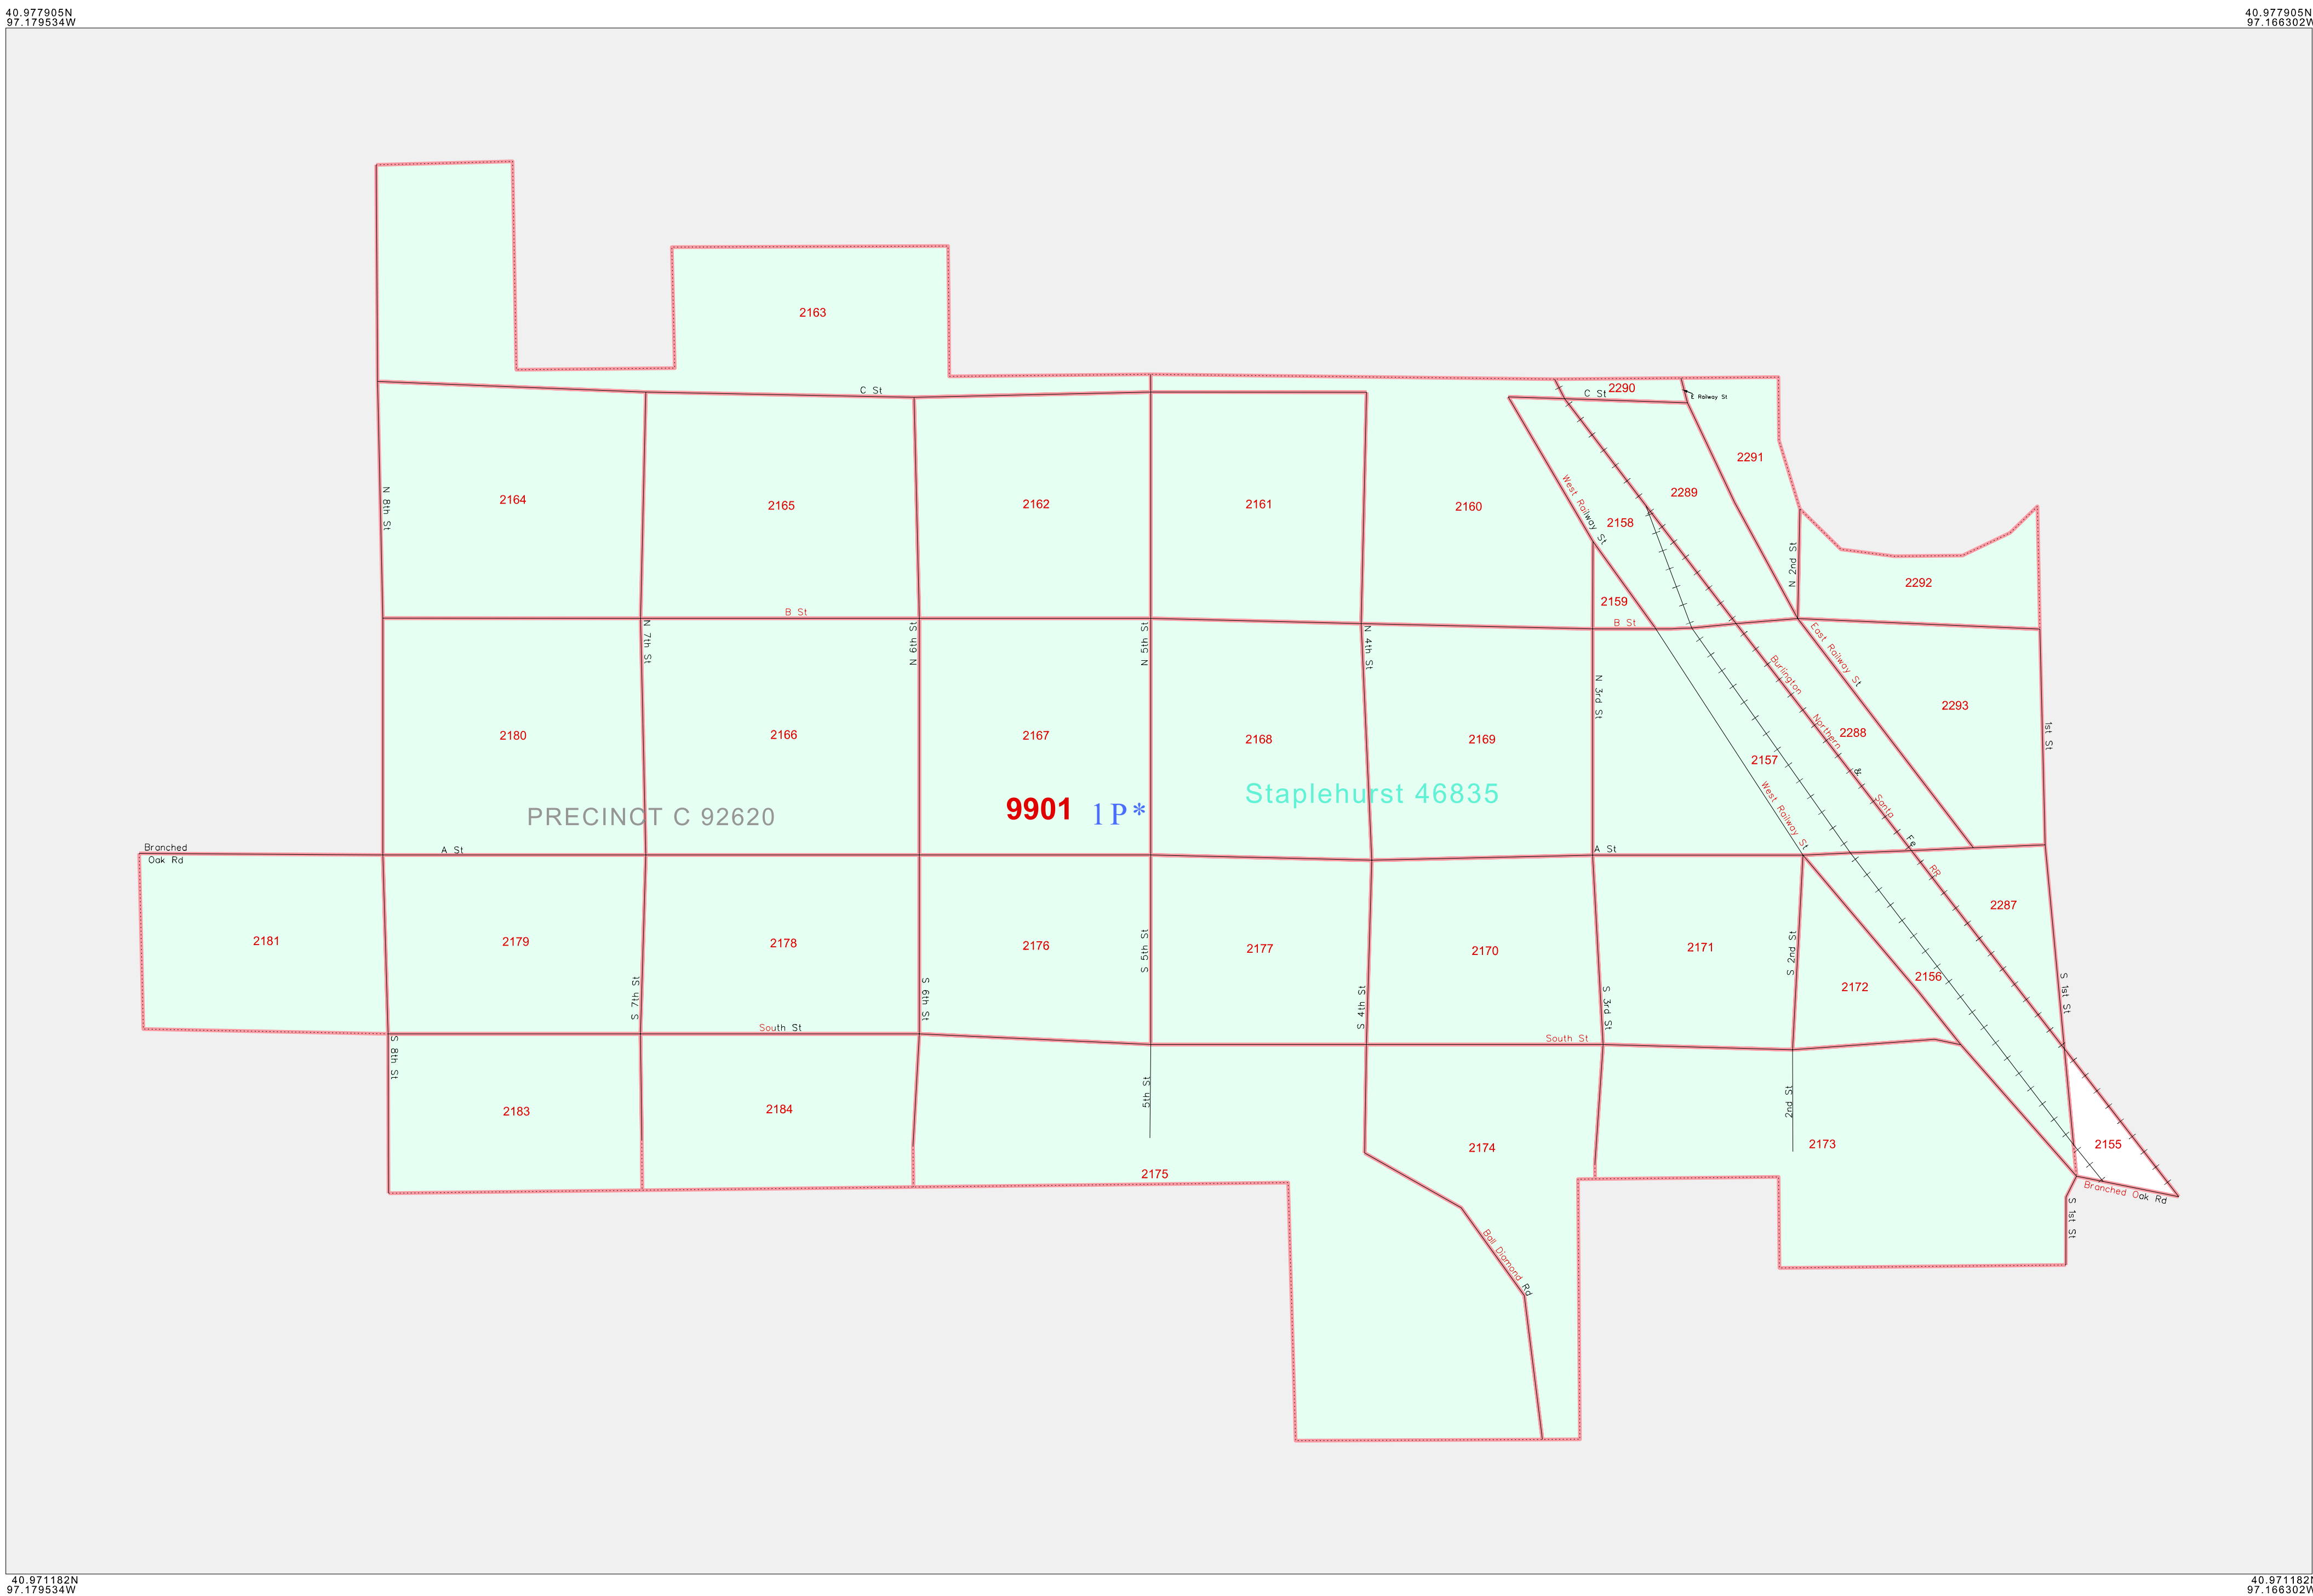 40.977905N
97.179534W
40.977905N
97.166302W
2163
C St
2290
C St
E Railway St
2291
N 8th St
2164
2165
2162
2161
2160
West Railway St
2158
2289
N 2nd St
2292
2159
B St
B St
N 7th St
N 6th St
N 5th St
N 4th St
N 3rd St
East Railway St
Burlington Northern & Santa Fe RR
2180
2166
2167
2168
2169
2157
2288
2293
1st St
West Railway St
PRECINCT C 92620
9901
1P*
Staplehurst 46835
Branched
Oak Rd
A St
A St
2181
2179
2178
2176
2177
2170
2171
2172
2156
2287
S 7th St
S 6th St
S 5th St
S 4th St
S 3rd St
S 2nd St
S 1st St
South St
South St
S 8th St
5th St
2nd St
2183
2184
2175
2174
2173
2155
Branched Oak Rd
S 1st St
Ball Diamond Rd
40.971182N
97.179534W
40.971182N
97.166302W